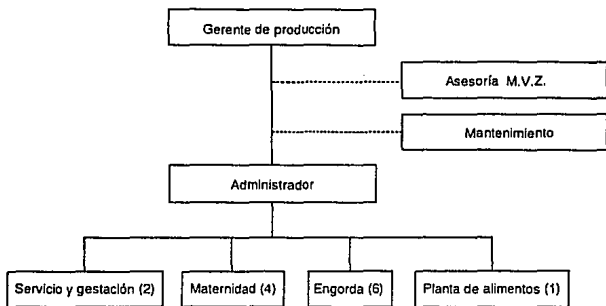 Gerente de producción
Asesoría M.V.Z.
Mantenimiento
Administrador
Servicio y gestación (2)
Maternidad (4)
Engorda (6)
Planta de alimentos (1)